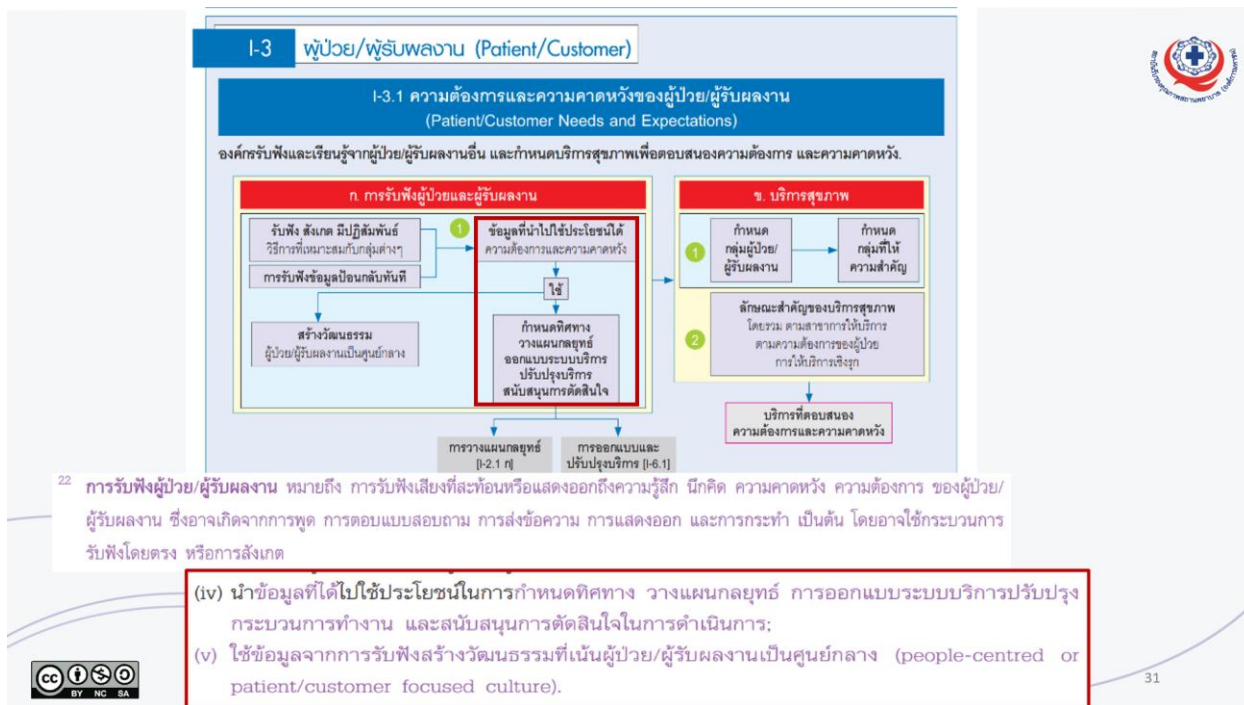 I-3 ผู้ป่วย/ผู้รับผลงาน (Patient/Customer)
I-3.1 ความต้องการและความคาดหวังของผู้ป่วย/ผู้รับผลงาน
(Patient/Customer Needs and Expectations)
องค์กรรับฟังและเรียนรู้จากผู้ป่วย/ผู้รับผลงานอื่น และกำหนดบริการสุขภาพเพื่อตอบสนองความต้องการ และความคาดหวัง.
ก. การรับฟังผู้ป่วยและผู้รับผลงาน
รับฟัง สังเกต มีปฏิสัมพันธ์
วิธีการที่เหมาะสมกับกลุ่มต่างๆ
การรับฟังข้อมูลป้อนกลับทันที
1
ข้อมูลที่นำไปใช้ประโยชน์ได้
ความต้องการและความคาดหวัง
ใช้
สร้างวัฒนธรรม
ผู้ป่วย/ผู้รับผลงานเป็นศูนย์กลาง
กำหนดทิศทาง
วางแผนกลยุทธ์
ออกแบบระบบบริการ
ปรับปรุงบริการ
สนับสนุนการตัดสินใจ
การวางแผนกลยุทธ์
[I-2.1 ก]
การออกแบบและ
ปรับปรุงบริการ [I-6.1]
ข. บริการสุขภาพ
1
กำหนด
กลุ่มผู้ป่วย/
ผู้รับผลงาน
กำหนด
กลุ่มที่ให้
ความสำคัญ
2
ลักษณะสำคัญของบริการสุขภาพ
โดยรวม ตามสาขาการให้บริการ
ตามความต้องการของผู้ป่วย
การให้บริการเชิงรุก
บริการที่ตอบสนอง
ความต้องการและความคาดหวัง
22 การรับฟังผู้ป่วย/ผู้รับผลงาน หมายถึง การรับฟังเสียงที่สะท้อนหรือแสดงออกถึงความรู้สึก นึกคิด ความคาดหวัง ความต้องการ ของผู้ป่วย/
ผู้รับผลงาน ซึ่งอาจเกิดจากการพูด การตอบแบบสอบถาม การส่งข้อความ การแสดงออก และการกระทำ เป็นต้น โดยอาจใช้กระบวนการ
รับฟังโดยตรง หรือการสังเกต
(iv) นำข้อมูลที่ได้ไปใช้ประโยชน์ในการกำหนดทิศทาง วางแผนกลยุทธ์ การออกแบบระบบบริการปรับปรุง
กระบวนการทำงาน และสนับสนุนการตัดสินใจในการดำเนินการ;
(v) ใช้ข้อมูลจากการรับฟังสร้างวัฒนธรรมที่เน้นผู้ป่วย/ผู้รับผลงานเป็นศูนย์กลาง (people-centred or
patient/customer focused culture).
สถาบันรับรองคุณภาพสถานพยาบาล (องค์การมหาชน)
cc
BY NC SA
31